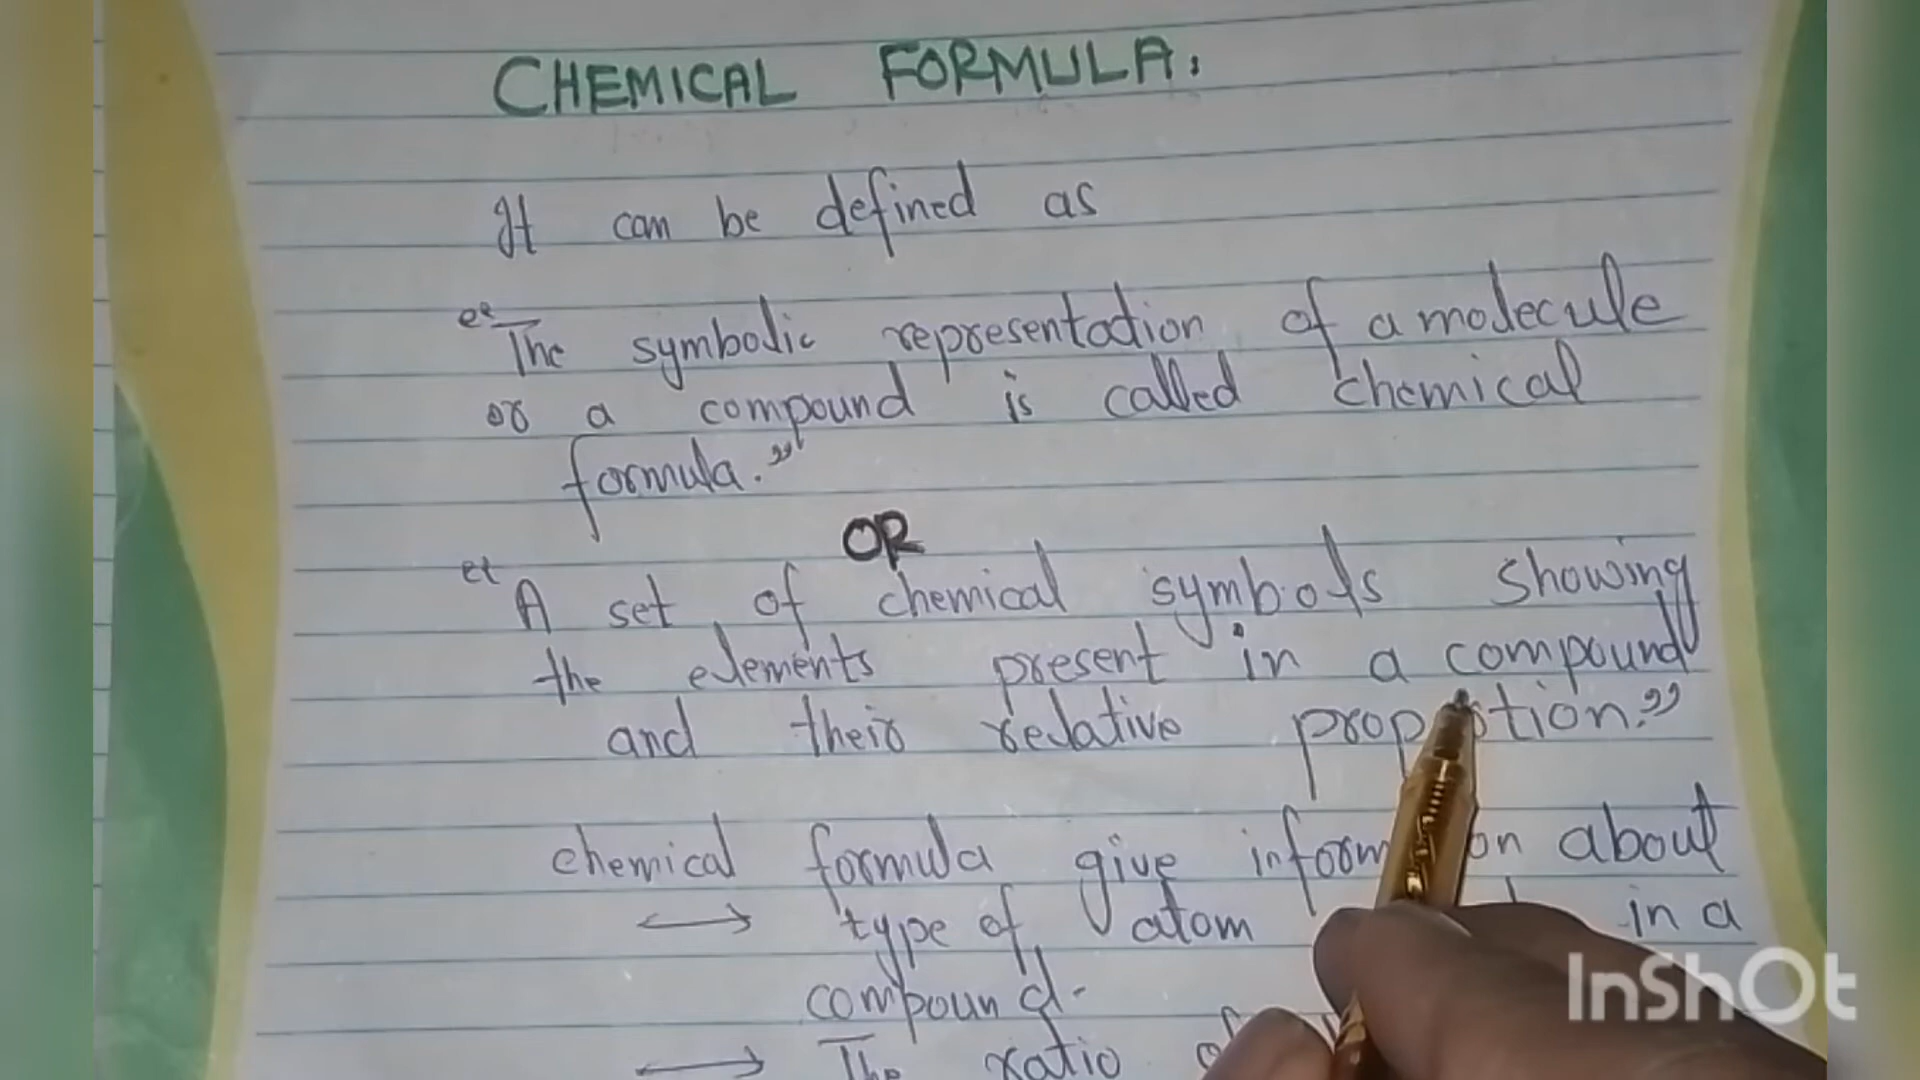 CHEMICAL FORMULA.
It can be defined as
"The symbolic representation of a molecule
or a compound is called chemical
formula."
OR
"A set of chemical symbols showing
the elements present in a compound
and their relative proportion."
chemical formula give information about
type of atom in a
compound.
The ratio of
InShOt